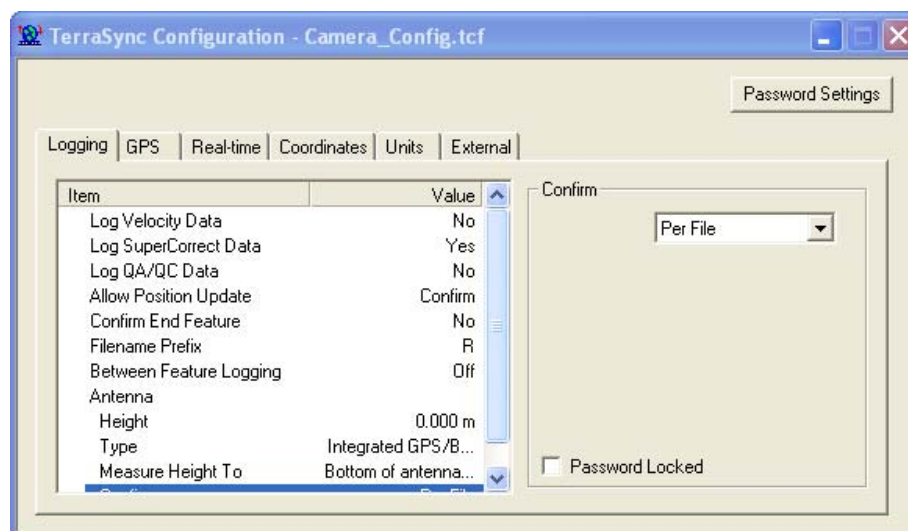 TerraSync Configuration - Camera_Config.tcf
Password Settings
Logging GPS Real-time Coordinates Units External
Item Value
Log Velocity Data No
Log SuperCorrect Data Yes
Log QA/QC Data No
Allow Position Update Confirm
Confirm End Feature No
Filename Prefix R
Between Feature Logging Off
Antenna
Height 0.000 m
Type Integrated GPS/B...
Measure Height To Bottom of antenna...
Confirm Per File
Confirm
Per File
Password Locked